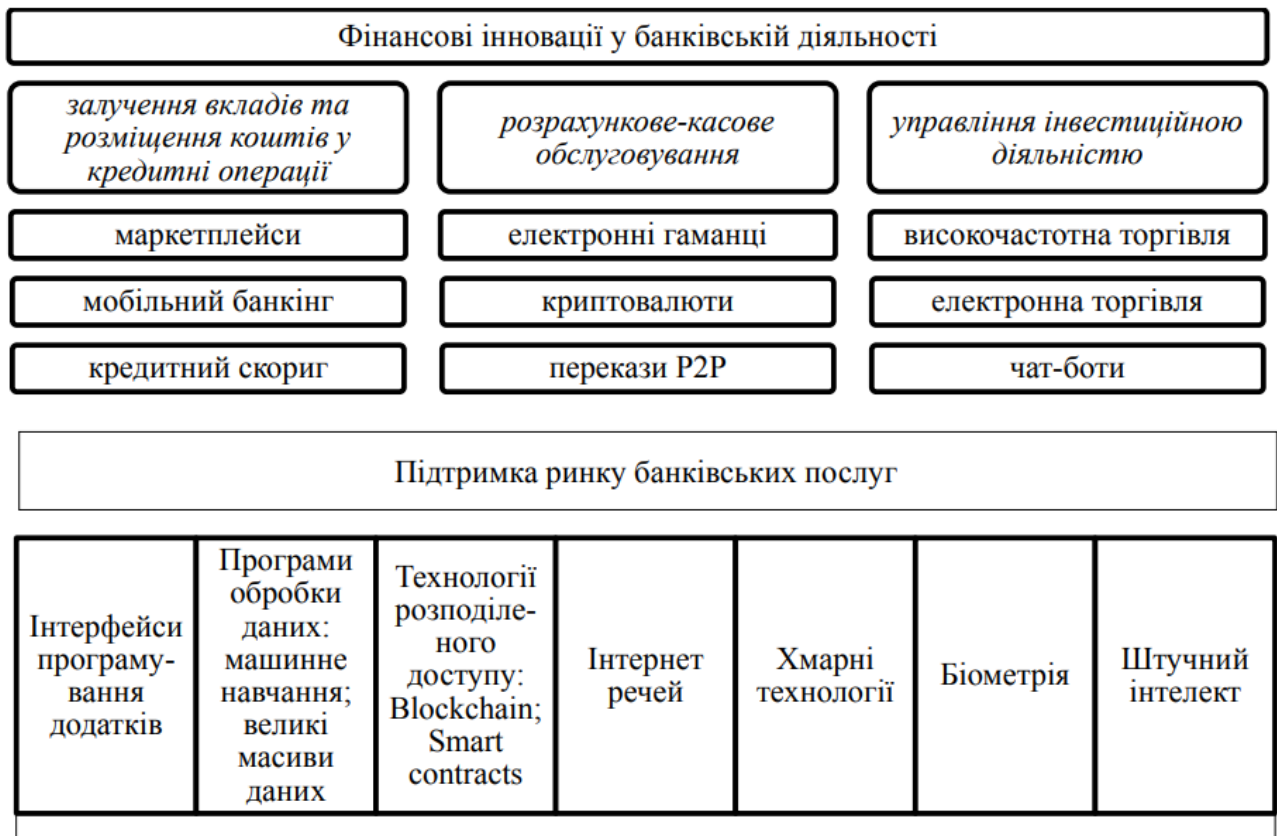 Фінансові інновації у банківській діяльності
залучення вкладів та
розміщення коштів у
кредитні операції
розрахункове-касове
обслуговування
управління інвестиційною
діяльністю
маркетплейси
електронні гаманці
високочастотна торгівля
мобільний банкінг
криптовалюти
електронна торгівля
кредитний скориг
перекази P2P
чат-боти
Підтримка ринку банківських послуг
Інтерфейси
програму-
вання
додатків
Програми
обробки
даних:
машинне
навчання;
великі
масиви
даних
Технології
розподіле-
ного
доступу:
Blockchain;
Smart
contracts
Інтернет
речей
Хмарні
технології
Біометрія
Штучний
інтелект